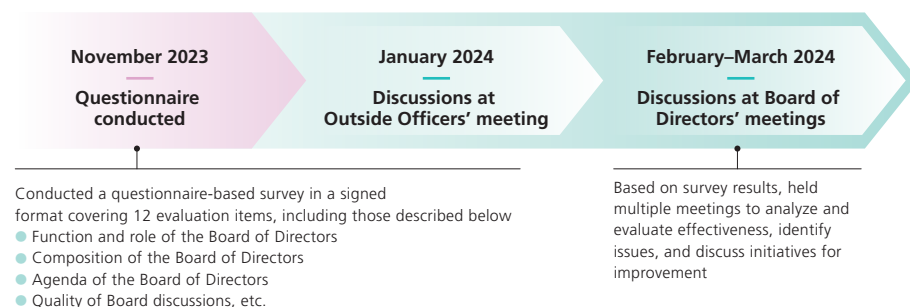 November 2023
Questionnaire
conducted
January 2024
Discussions at
Outside Officers' meeting
February–March 2024
Discussions at Board of
Directors' meetings
Conducted a questionnaire-based survey in a signed
format covering 12 evaluation items, including those described below
● Function and role of the Board of Directors
● Composition of the Board of Directors
● Agenda of the Board of Directors
● Quality of Board discussions, etc.
Based on survey results, held
multiple meetings to analyze and
evaluate effectiveness, identify
issues, and discuss initiatives for
improvement